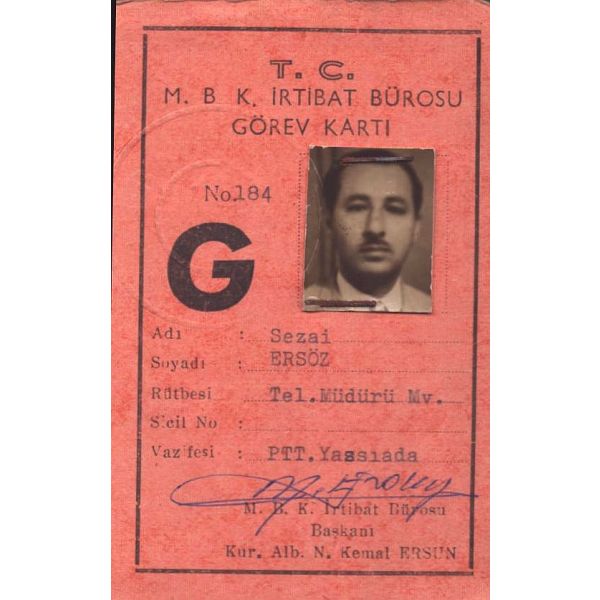 T. C.
M. B K. İRTİBAT BÜROSU
GÖREV KARTI
No.184
G
Adı : Sezai
Soyadı : ERSÖZ
Rütbesi : Tel.Müdürü Mv.
Sicil No :
Vazifesi : PTT.Yassıada
M. B. K. İrtibat Bürosu
Başkanı
Kur. Alb. N. Kemal ERSUN